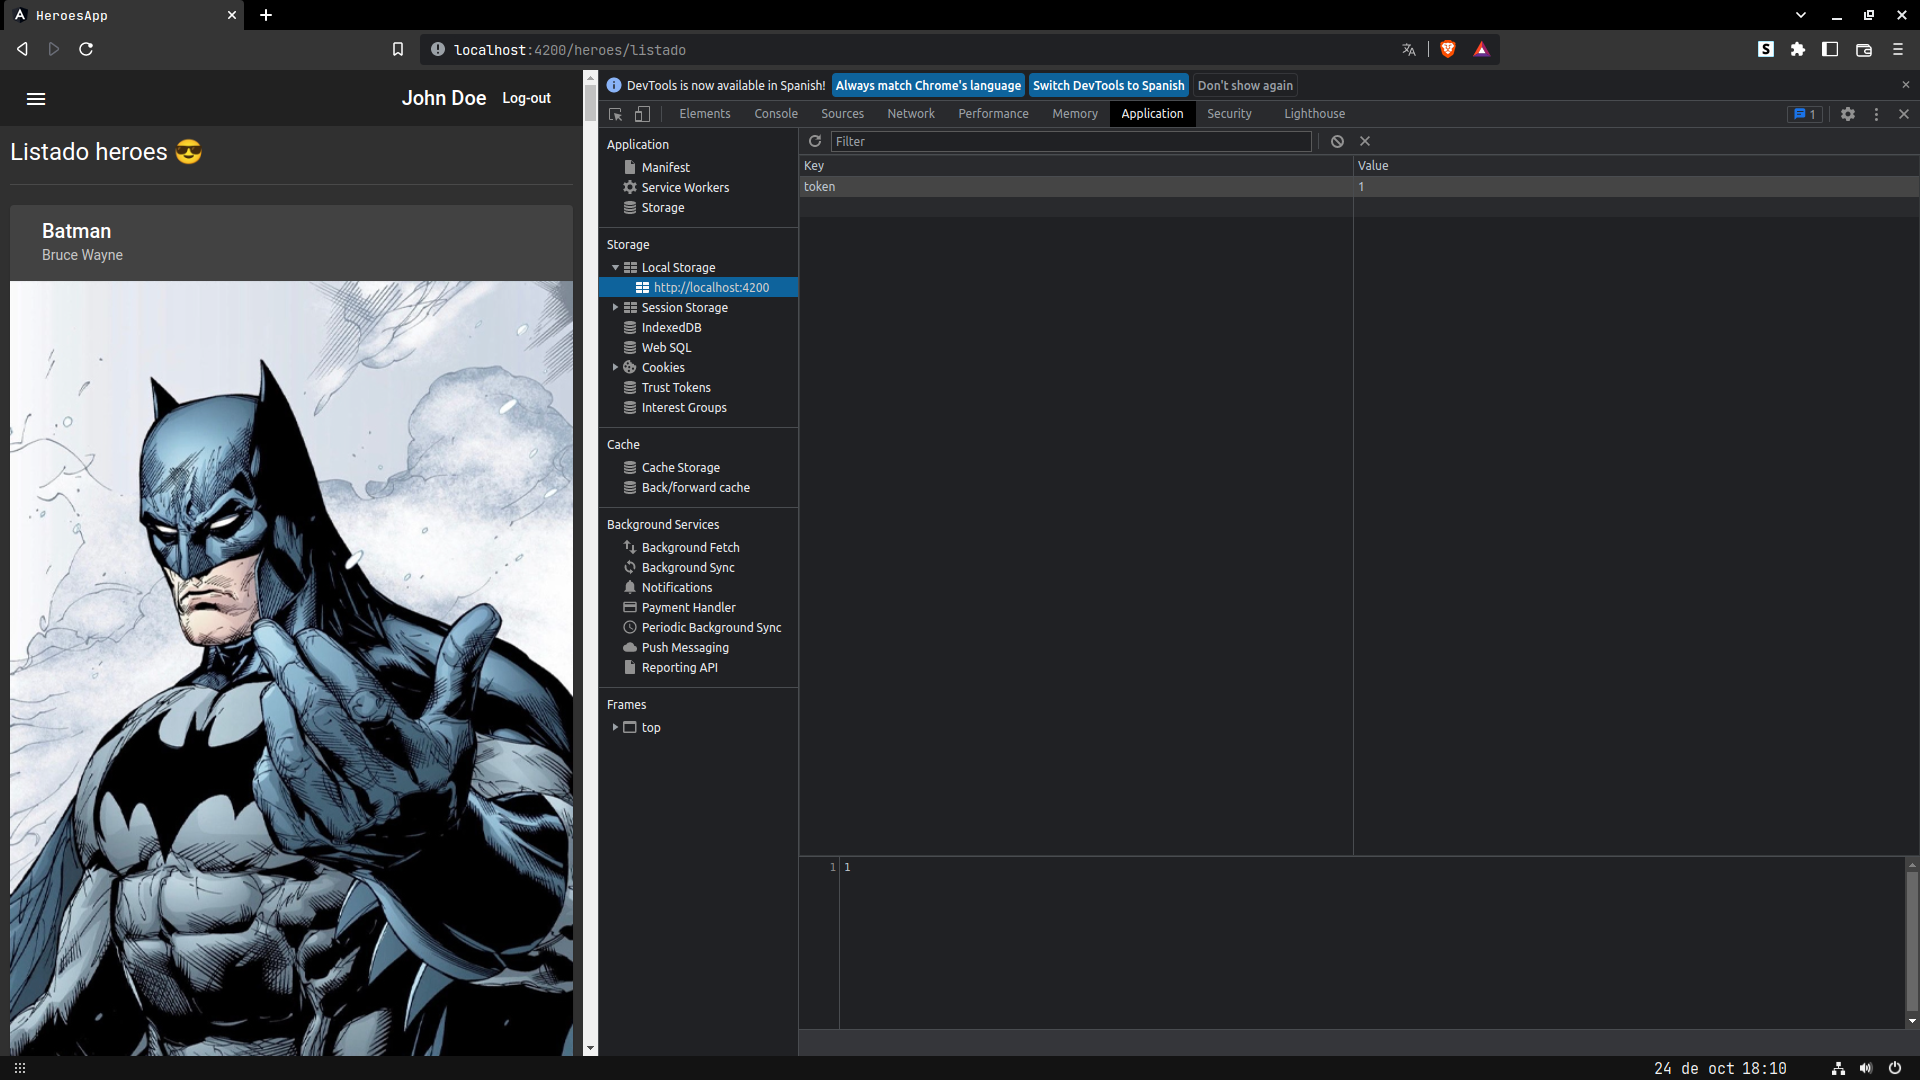 HeroesApp
localhost:4200/heroes/listado
John Doe Log-out
Listado heroes 😎
Batman
Bruce Wayne
DevTools is now available in Spanish! Always match Chrome's language Switch DevTools to Spanish Don't show again
Elements Console Sources Network Performance Memory Application Security Lighthouse 1
Application
Manifest
Service Workers
Storage
Storage
Local Storage
http://localhost:4200
Session Storage
IndexedDB
Web SQL
Cookies
Trust Tokens
Interest Groups
Cache
Cache Storage
Back/forward cache
Background Services
Background Fetch
Background Sync
Notifications
Payment Handler
Periodic Background Sync
Push Messaging
Reporting API
Frames
top
Filter
Key Value
token 1
1 1
24 de oct 18:10